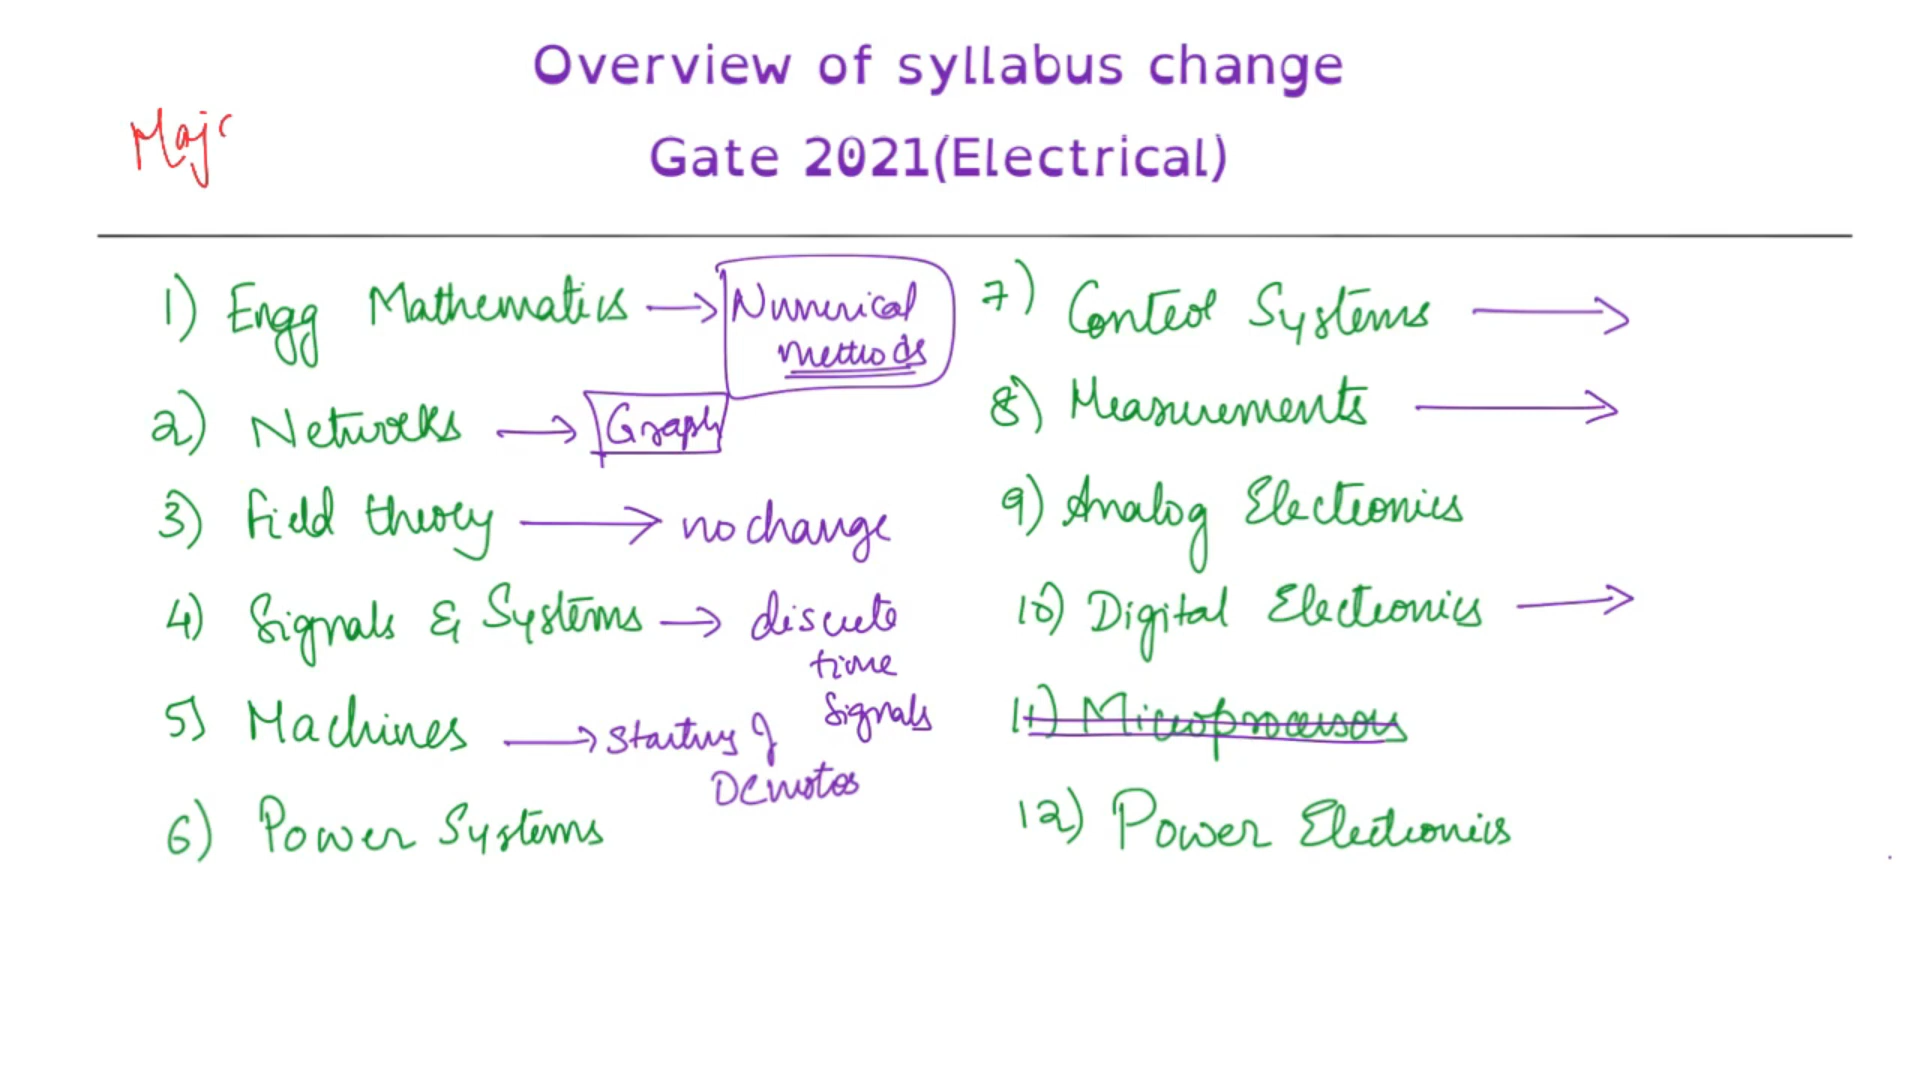 Overview of syllabus change
Gate 2021(Electrical)
Majo
1) Engg Mathematics → Numerical
methods
2) Networks → Graph
3) Field theory → no change
4) Signals & Systems → discrete
time
signals
5) Machines → starting of
DC motos
6) Power Systems
7) Control Systems →
8) Measurements →
9) Analog Electronics
10) Digital Electronics →
11) Microprocessors
12) Power Electronics